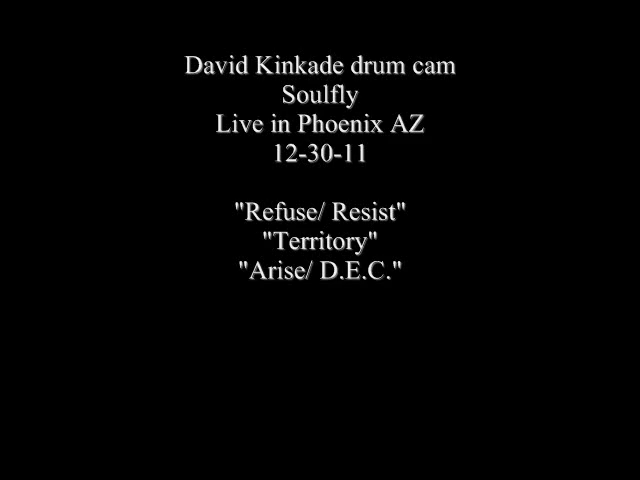 David Kinkade drum cam
Soulfly
Live in Phoenix AZ
12-30-11
"Refuse/ Resist"
"Territory"
"Arise/ D.E.C."